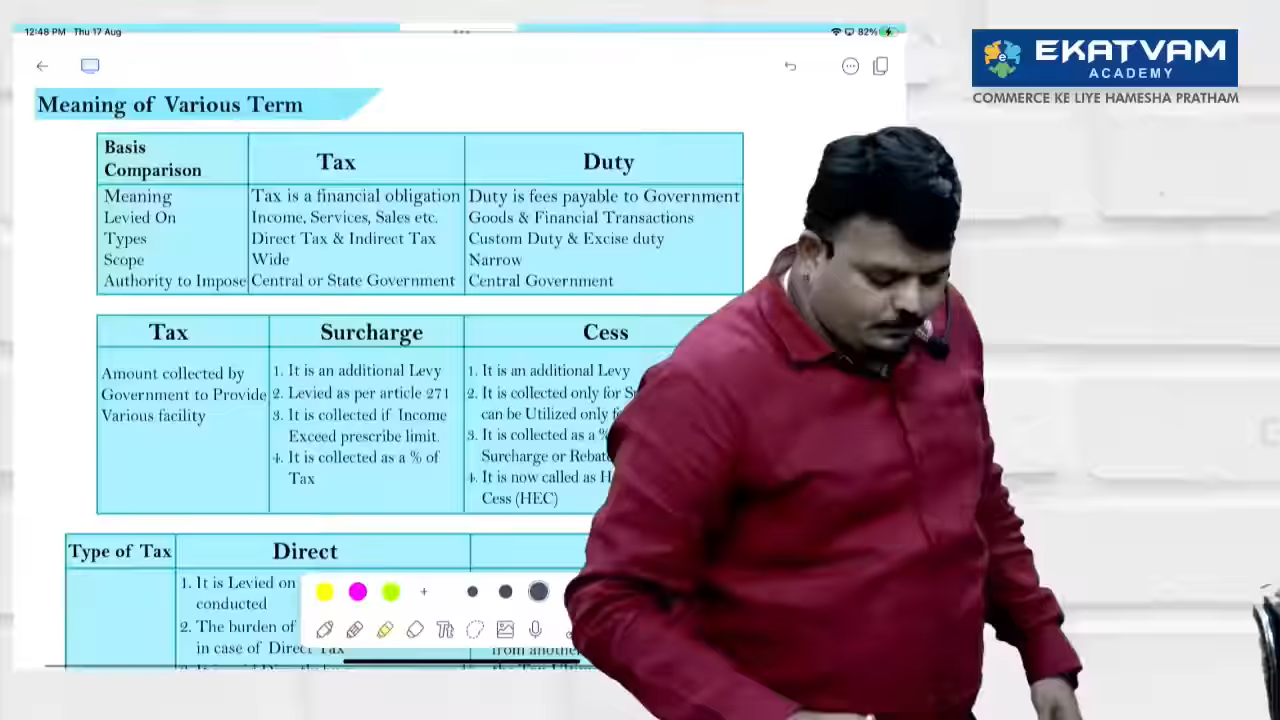 12:48 PM Thu 17 Aug
82%
EKATVAM
ACADEMY
COMMERCE KE LIYE HAMESHA PRATHAM
Meaning of Various Term
Basis Comparison Tax Duty
Meaning Tax is a financial obligation Duty is fees payable to Government
Levied On Income, Services, Sales etc. Goods & Financial Transactions
Types Direct Tax & Indirect Tax Custom Duty & Excise duty
Scope Wide Narrow
Authority to Impose Central or State Government Central Government
Tax Surcharge Cess
Amount collected by
Government to Provide
Various facility
1. It is an additional Levy
2. Levied as per article 271
3. It is collected if Income
Exceed prescribe limit.
4. It is collected as a % of
Tax
1. It is an additional Levy
2. It is collected only for
can be Utilized only
3. It is collected as a %
Surcharge or
4. It is now called as
Cess (HEC)
Type of Tax Direct
1. It is Levied on
conducted
2. The burden of
in case of Direct Tax
from another